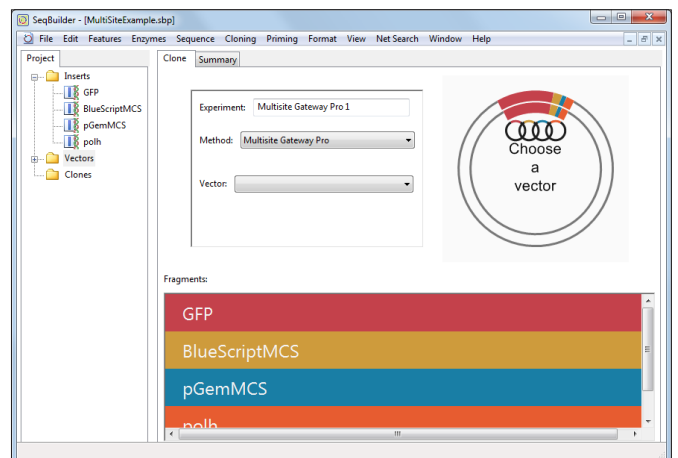 SeqBuilder - [MultiSiteExample.sbp]
File Edit Features Enzymes Sequence Cloning Priming Format View Net Search Window Help
Project
Inserts
GFP
BlueScriptMCS
pGemMCS
polh
Vectors
Clones
Clone Summary
Experiment: Multisite Gateway Pro 1
Method: Multisite Gateway Pro
Vector:
Choose
a
vector
Fragments:
GFP
BlueScriptMCS
pGemMCS
polh